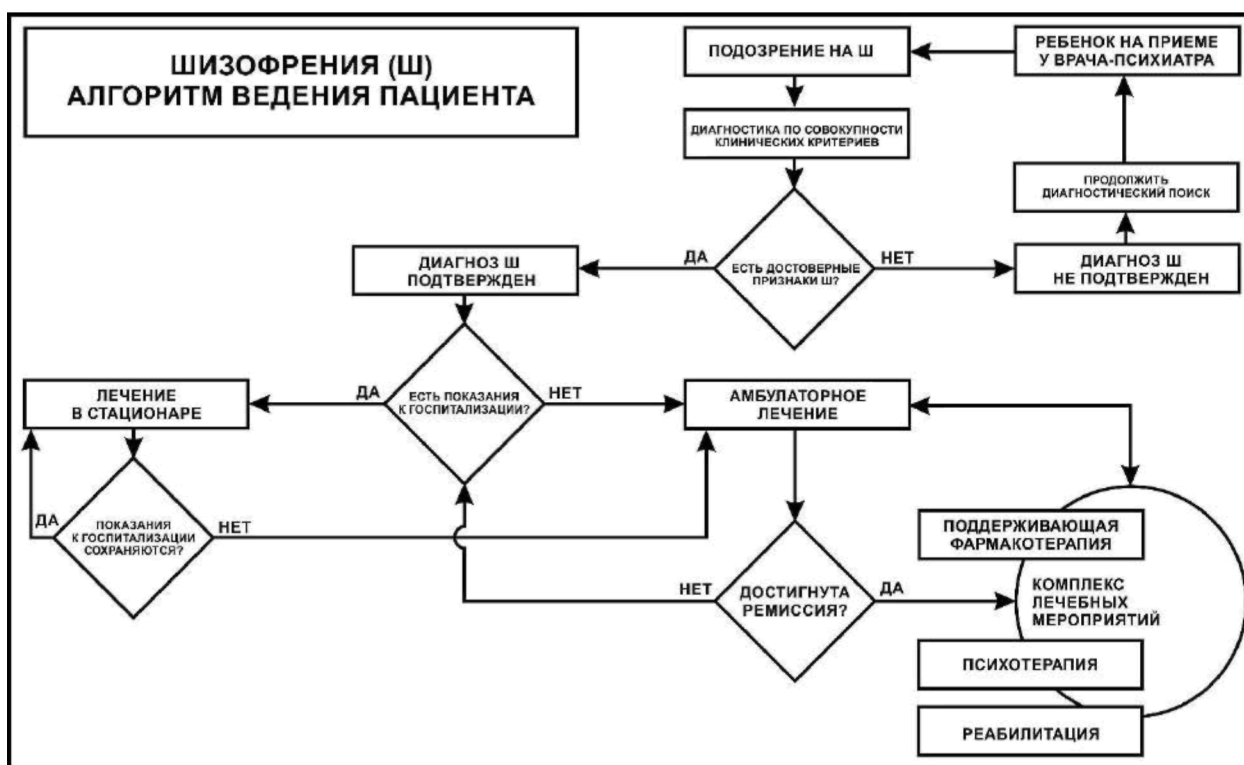 ШИЗОФРЕНИЯ (Ш)
АЛГОРИТМ ВЕДЕНИЯ ПАЦИЕНТА
ПОДОЗРЕНИЕ НА Ш
РЕБЕНОК НА ПРИЕМЕ
У ВРАЧА-ПСИХИАТРА
ДИАГНОСТИКА ПО СОВОКУПНОСТИ
КЛИНИЧЕСКИХ КРИТЕРИЕВ
ПРОДОЛЖИТЬ
ДИАГНОСТИЧЕСКИЙ ПОИСК
ЕСТЬ ДОСТОВЕРНЫЕ
ПРИЗНАКИ Ш?
ДА
НЕТ
ДИАГНОЗ Ш
ПОДТВЕРЖДЕН
ДИАГНОЗ Ш
НЕ ПОДТВЕРЖДЕН
ЕСТЬ ПОКАЗАНИЯ
К ГОСПИТАЛИЗАЦИИ?
ДА
НЕТ
ЛЕЧЕНИЕ
В СТАЦИОНАРЕ
АМБУЛАТОРНОЕ
ЛЕЧЕНИЕ
ПОКАЗАНИЯ
К ГОСПИТАЛИЗАЦИИ
СОХРАНЯЮТСЯ?
ДА
НЕТ
ДОСТИГНУТА
РЕМИССИЯ?
НЕТ
ДА
ПОДДЕРЖИВАЮЩАЯ
ФАРМАКОТЕРАПИЯ
КОМПЛЕКС
ЛЕЧЕБНЫХ
МЕРОПРИЯТИЙ
ПСИХОТЕРАПИЯ
РЕАБИЛИТАЦИЯ